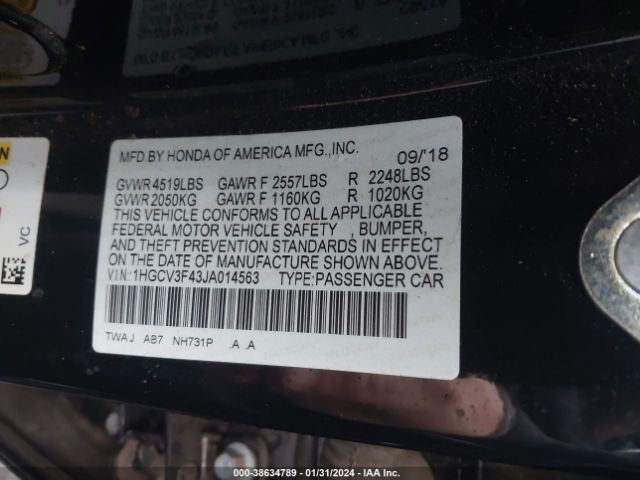 MFD BY HONDA OF AMERICA MFG.,INC. 09/'18
GVWR 4519LBS GAWR F 2557LBS R 2248LBS
GVWR 2050KG GAWR F 1160KG R 1020KG
THIS VEHICLE CONFORMS TO ALL APPLICABLE
FEDERAL MOTOR VEHICLE SAFETY , BUMPER,
AND THEFT PREVENTION STANDARDS IN EFFECT
ON THE DATE OF MANUFACTURE SHOWN ABOVE.
V.I.N.:1HGCV3F43JA014563 TYPE:PASSENGER CAR
TWA J AB7 NH731P .A .A
VC
000-38634789 - 01/31/2024 - IAA Inc.